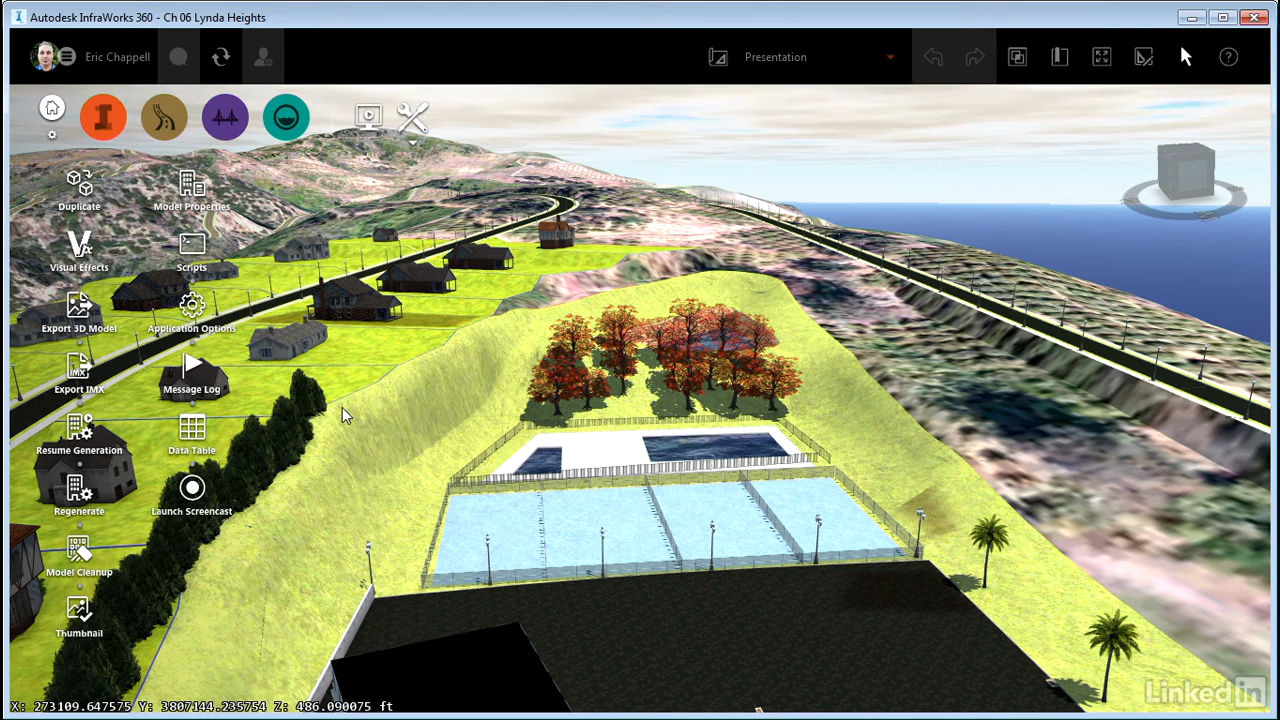 Autodesk InfraWorks 360 - Ch 06 Lynda Heights
Eric Chappell
Presentation
Duplicate
Model Properties
Visual Effects
Scripts
Export 3D Model
Application Options
IMX
Export IMX
Message Log
Resume Generation
Data Table
Regenerate
Launch Screencast
Model Cleanup
Thumbnail
X: 273109.647575 Y: 3807144.235754 Z: 486.090075 ft
Linked in